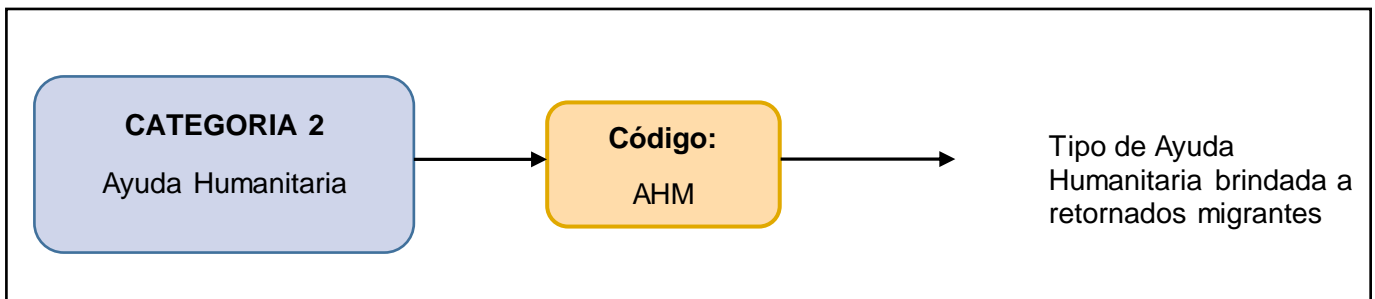 CATEGORIA 2
Ayuda Humanitaria
Código:
AHM
Tipo de Ayuda
Humanitaria brindada a
retornados migrantes